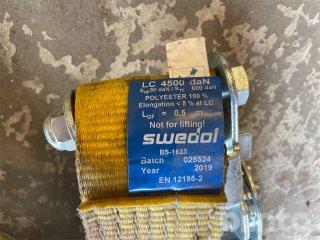 LC 4500 daN
SHF 50 daN / STF 600 daN
POLYESTER 100 %
Elongation < 5 % at LC
LGF = 0,5 m
Not for lifting!
swedol
BS-1623
Batch 025524
Year 2019
EN 12195-2